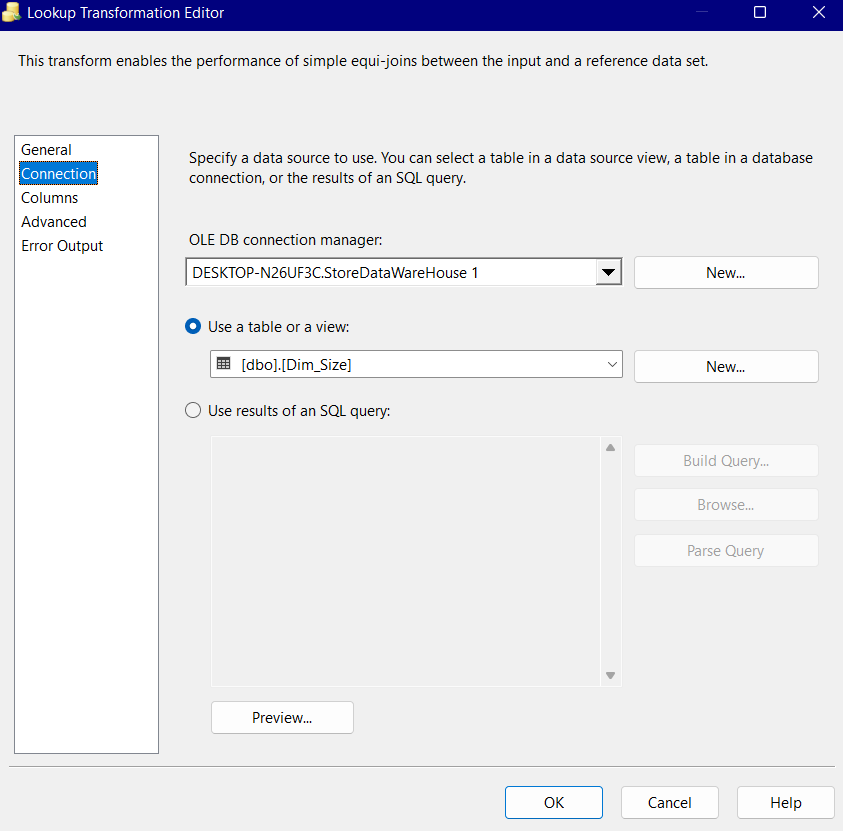 Lookup Transformation Editor
This transform enables the performance of simple equi-joins between the input and a reference data set.
General
Connection
Columns
Advanced
Error Output
Specify a data source to use. You can select a table in a data source view, a table in a database
connection, or the results of an SQL query.
OLE DB connection manager:
DESKTOP-N26UF3C.StoreDataWareHouse 1
New...
Use a table or a view:
[dbo].[Dim_Size]
New...
Use results of an SQL query:
Build Query...
Browse...
Parse Query
Preview...
OK
Cancel
Help